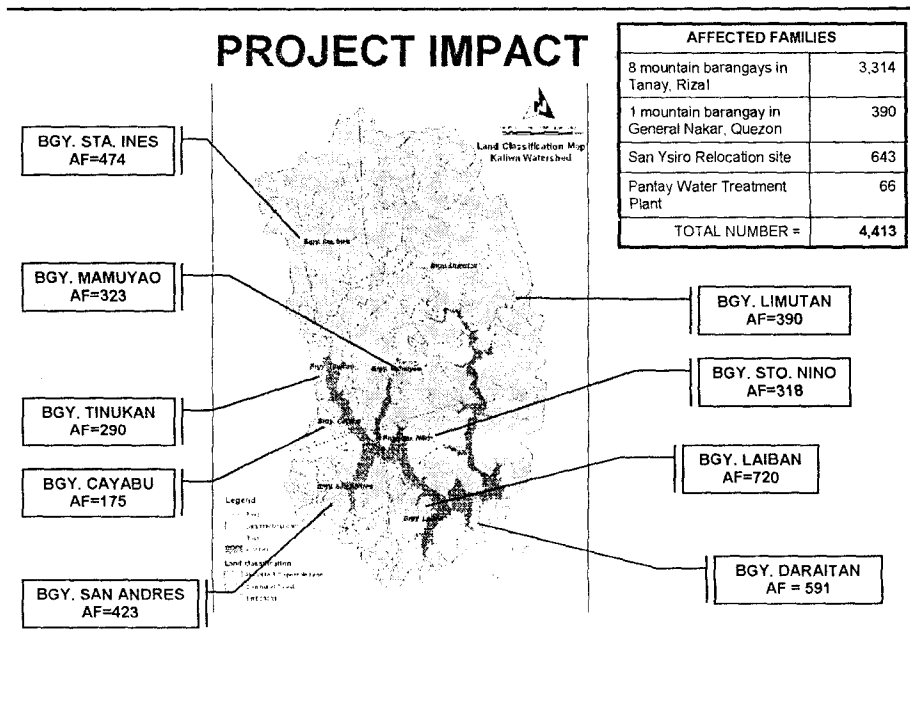 PROJECT IMPACT
AFFECTED FAMILIES
8 mountain barangays in
Tanay, Rizal
3,314
1 mountain barangay in
General Nakar, Quezon
390
San Ysiro Relocation site
643
Pantay Water Treatment
Plant
66
TOTAL NUMBER =
4,413
Land Classification Map
Kaliwa Watershed
BGY. STA. INES
AF=474
BGY. MAMUYAO
AF=323
BGY. TINUKAN
AF=290
BGY. CAYABU
AF=175
BGY. SAN ANDRES
AF=423
BGY. LIMUTAN
AF=390
BGY. STO. NINO
AF=318
BGY. LAIBAN
AF=720
BGY. DARAITAN
AF = 591
Legend
Land classification